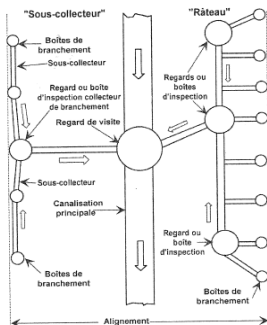 "Sous-collecteur"
"Râteau"
Boîtes de
branchement
Sous-collecteur
Regard ou boîte
d'inspection collecteur
de branchement
Regard de visite
Regards ou
boîtes
d'inspection
Sous-collecteur
Canalisation
principale
Regard ou
boîte
d'Inspection
Boîtes de
branchement
Boîtes de
branchement
Alignement